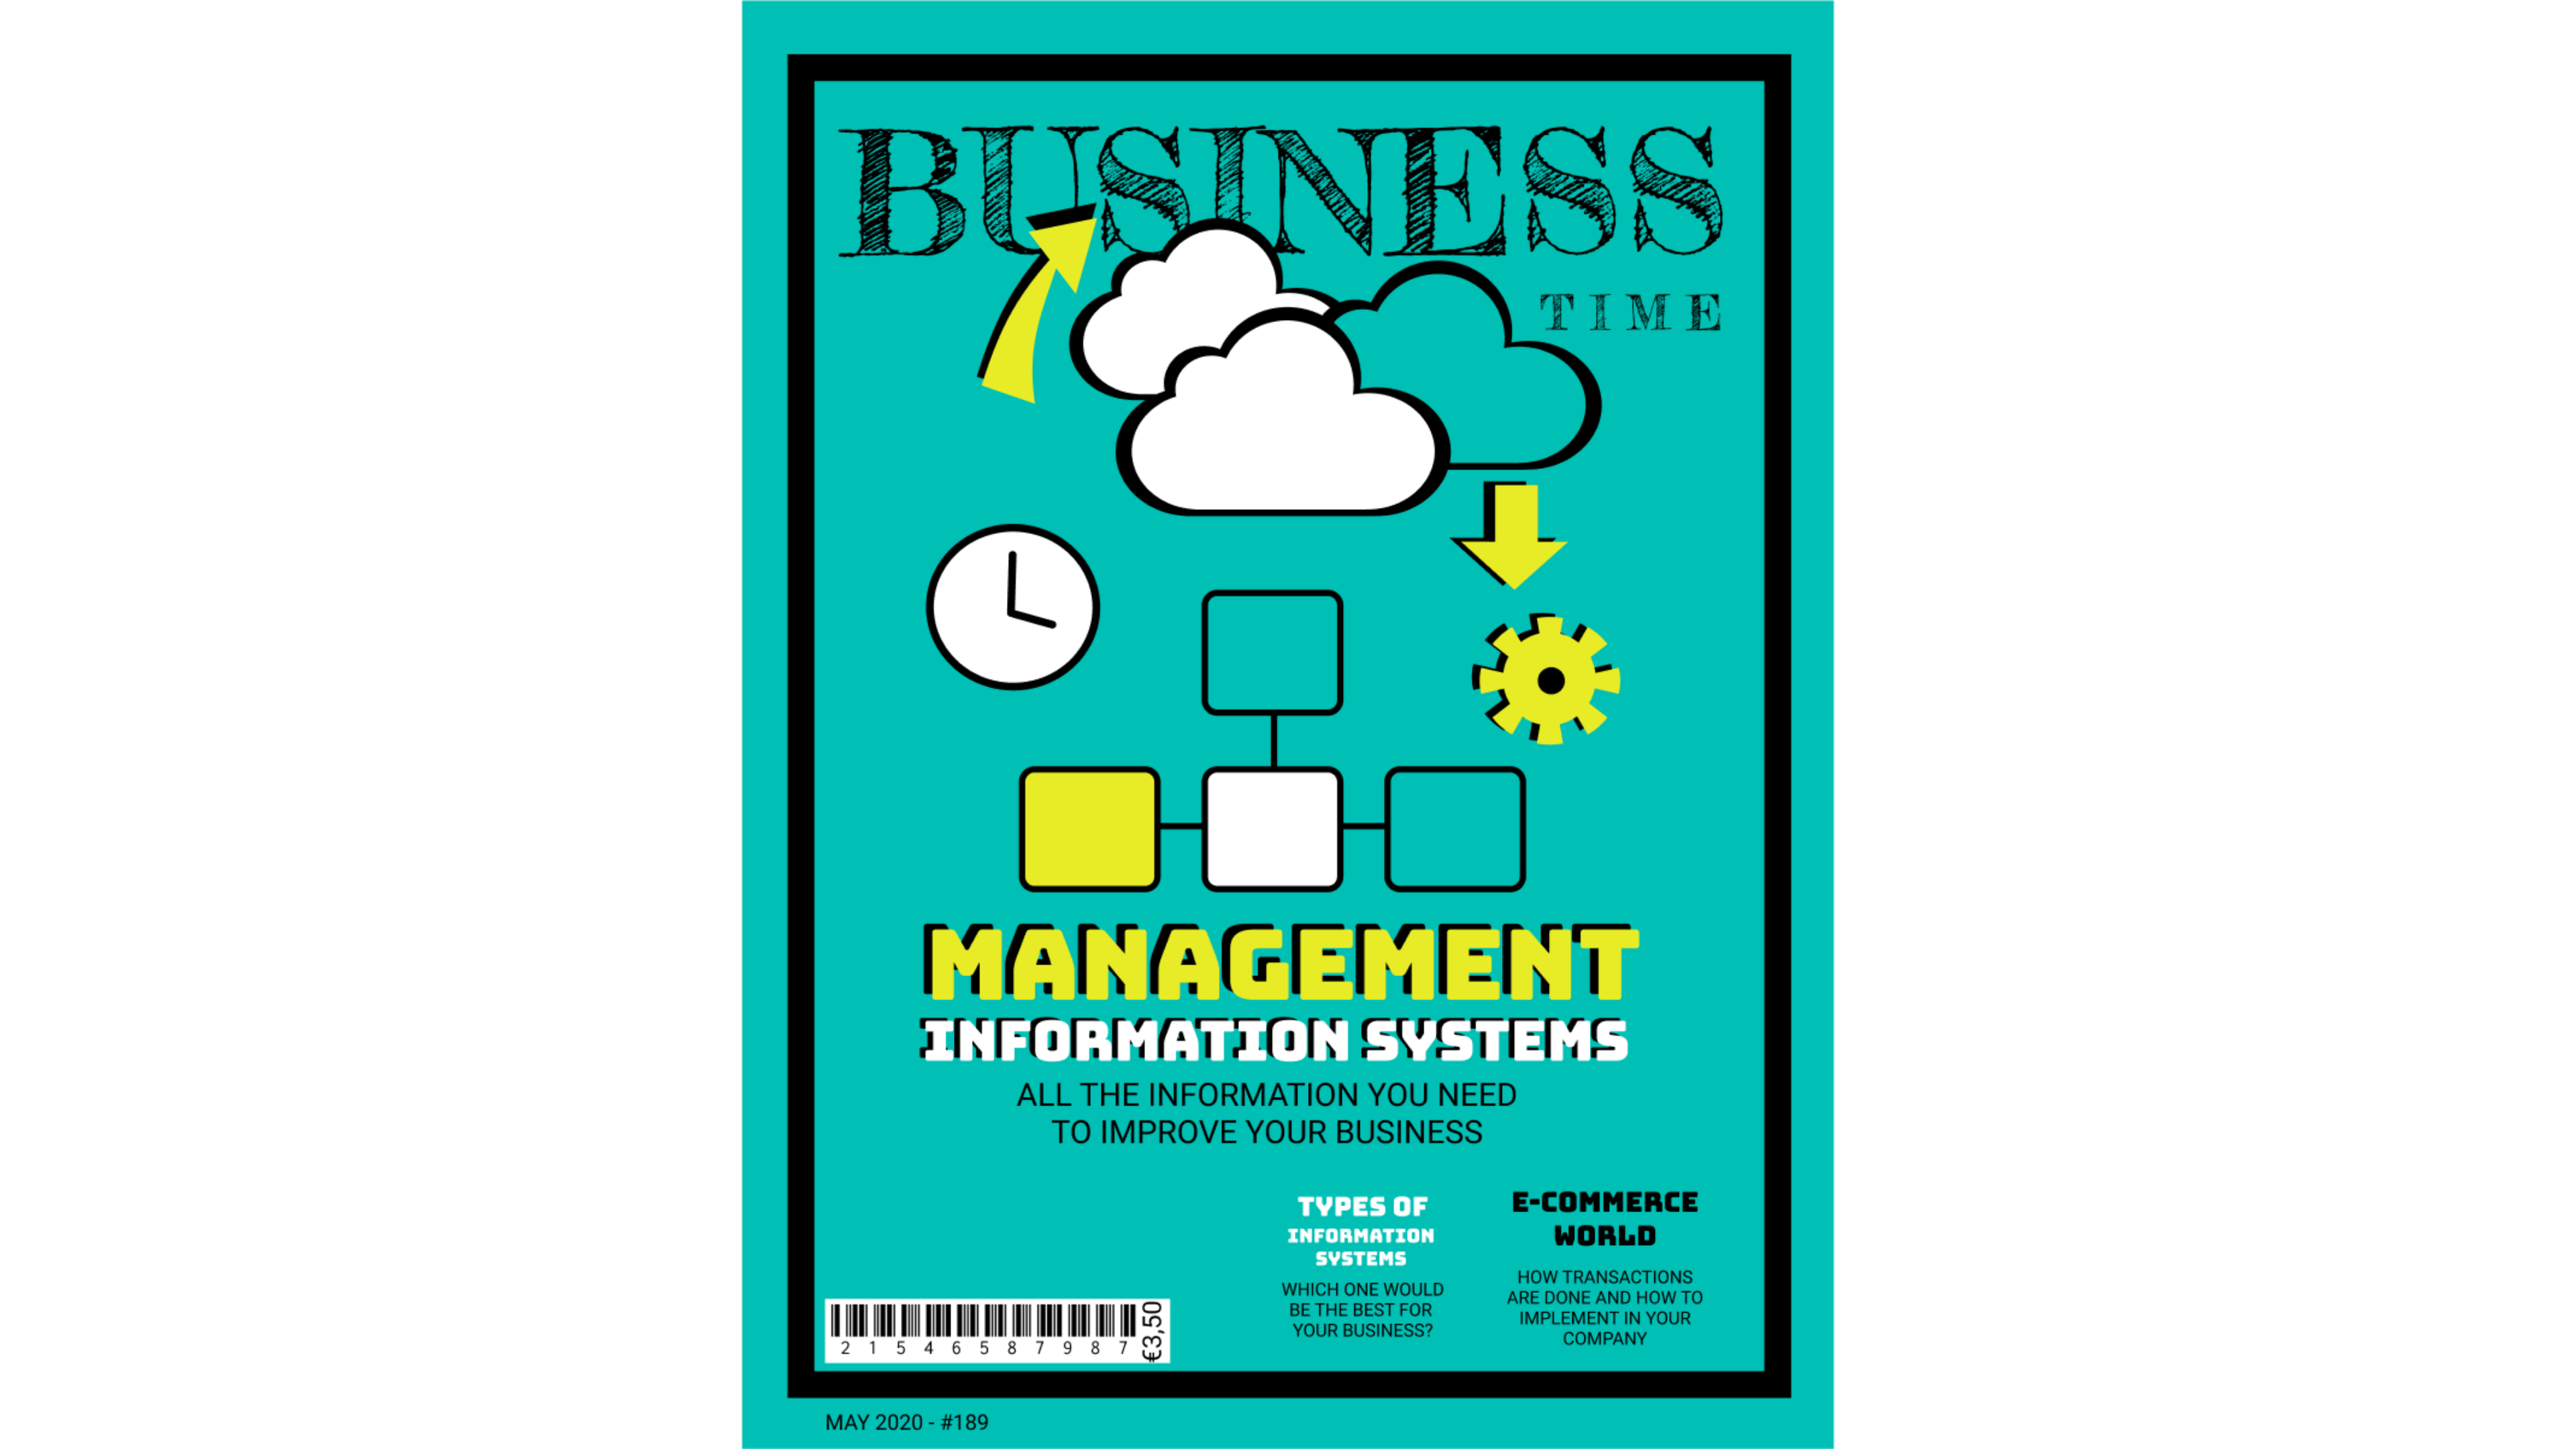 BUSINESS
TIME
MANAGEMENT
INFORMATION SYSTEMS
ALL THE INFORMATION YOU NEED
TO IMPROVE YOUR BUSINESS
TYPES OF
INFORMATION
SYSTEMS
WHICH ONE WOULD
BE THE BEST FOR
YOUR BUSINESS?
E-COMMERCE
WORLD
HOW TRANSACTIONS
ARE DONE AND HOW TO
IMPLEMENT IN YOUR
COMPANY
2 1 5 4 6 5 8 7 9 8 7
€3,50
MAY 2020 - #189